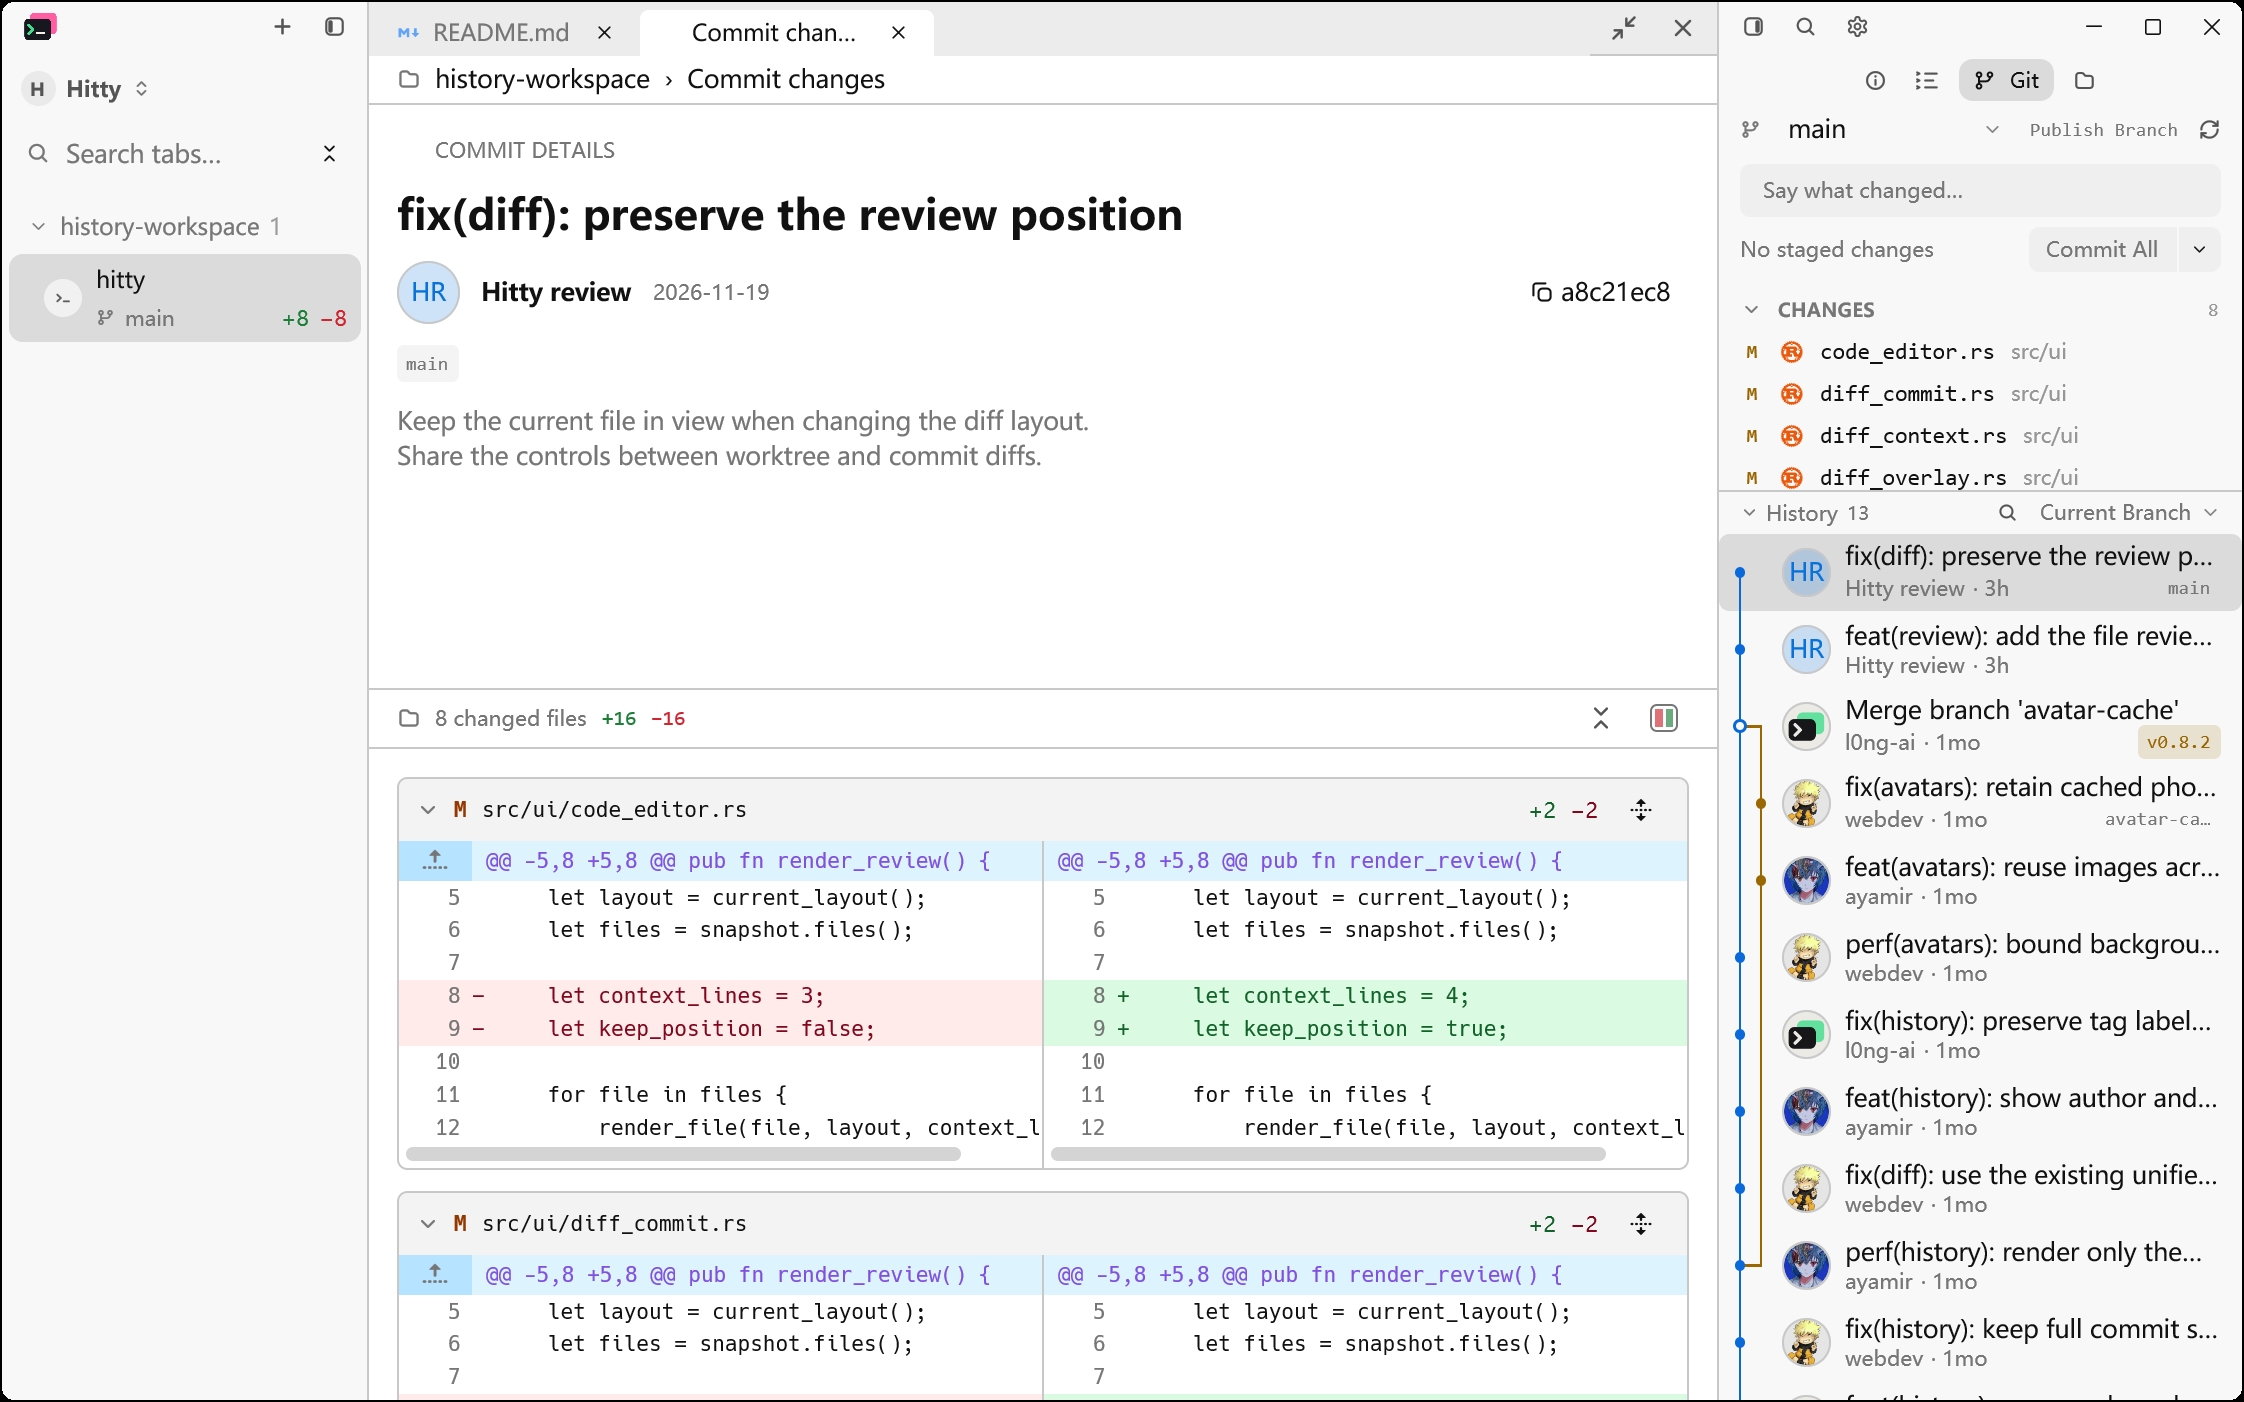 H Hitty
Search tabs...
history-workspace 1
hitty
main +8 −8
README.md
Commit chan...
history-workspace › Commit changes
COMMIT DETAILS
fix(diff): preserve the review position
HR Hitty review 2026-11-19 a8c21ec8
main
Keep the current file in view when changing the diff layout.
Share the controls between worktree and commit diffs.
8 changed files +16 −16
M src/ui/code_editor.rs +2 −2
@@ -5,8 +5,8 @@ pub fn render_review() { @@ -5,8 +5,8 @@ pub fn render_review() {
5 let layout = current_layout(); 5 let layout = current_layout();
6 let files = snapshot.files(); 6 let files = snapshot.files();
7 7
8 − let context_lines = 3; 8 + let context_lines = 4;
9 − let keep_position = false; 9 + let keep_position = true;
10 10
11 for file in files { 11 for file in files {
12 render_file(file, layout, context_l 12 render_file(file, layout, context_l
M src/ui/diff_commit.rs +2 −2
@@ -5,8 +5,8 @@ pub fn render_review() { @@ -5,8 +5,8 @@ pub fn render_review() {
5 let layout = current_layout(); 5 let layout = current_layout();
6 let files = snapshot.files(); 6 let files = snapshot.files();
7 7
Git
main Publish Branch
Say what changed...
No staged changes Commit All
CHANGES 8
M code_editor.rs src/ui
M diff_commit.rs src/ui
M diff_context.rs src/ui
M diff_overlay.rs src/ui
History 13 Current Branch
HR fix(diff): preserve the review p...
Hitty review · 3h main
HR feat(review): add the file revie...
Hitty review · 3h
Merge branch 'avatar-cache'
l0ng-ai · 1mo v0.8.2
fix(avatars): retain cached pho...
webdev · 1mo avatar-ca...
feat(avatars): reuse images acr...
ayamir · 1mo
perf(avatars): bound backgrou...
webdev · 1mo
fix(history): preserve tag label...
l0ng-ai · 1mo
feat(history): show author and...
ayamir · 1mo
fix(diff): use the existing unifie...
webdev · 1mo
perf(history): render only the...
ayamir · 1mo
fix(history): keep full commit s...
webdev · 1mo